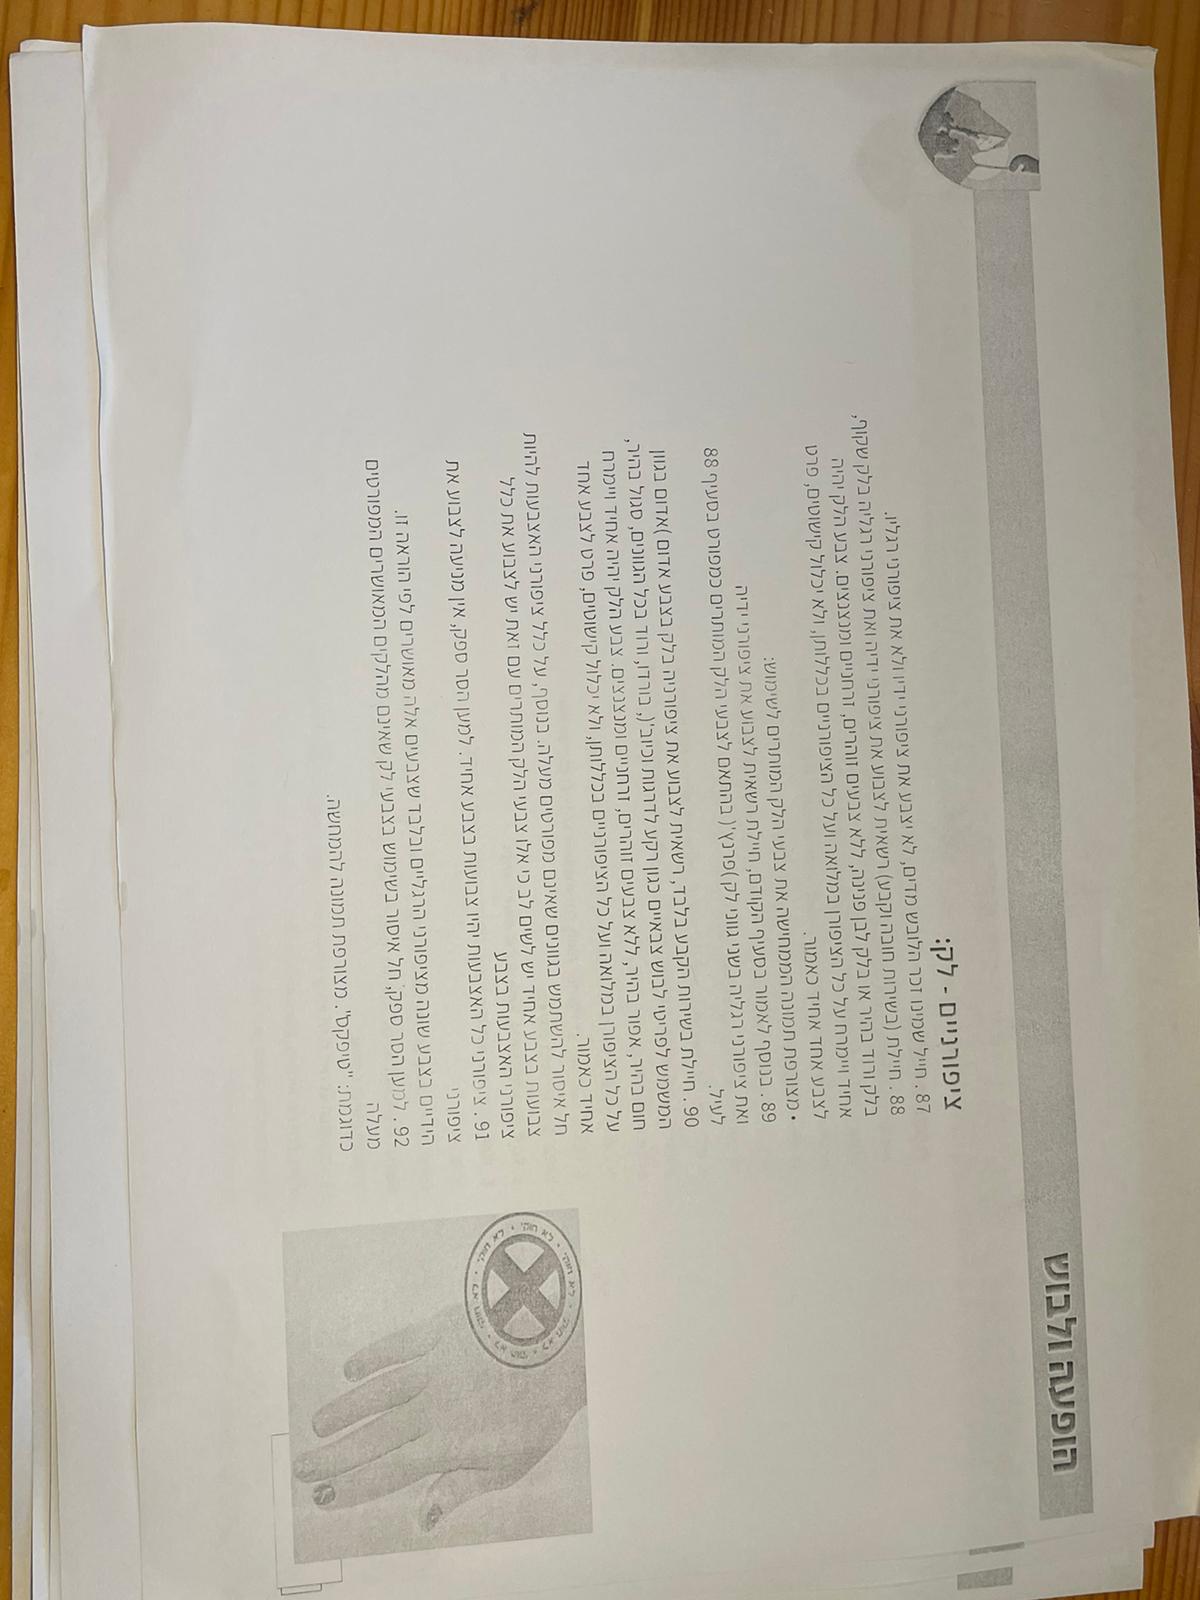 הופעה ולבוש
ציפורניים - לק:
87 . חייל שמינו זכר הלובש מדים, לא יצבע את ציפורני ידיו ולא את ציפורני רגליו.
88 . חיילת (בשירות חובה וקבע) רשאית לצבוע את ציפורני ידיה ואת ציפורני רגליה בלק שקוף,
בלק ורוד בהיר או בלק לבן פנינה, ללא צבעים זוהרים, זרחניים ומנצנצים. צבע הלק יהיה
אחיד ויימרח על כל הציפורן במלואה ועל כל הציפורניים בכללותן, ולא יכלול קישוטים, פרט
לצבע אחד אחיד כאמור.
• מצורפת תמונה הממחישה את צבעי הלק המותרים לשימוש:
89 . בנוסף לאמור בסעיף הקודם, חיילת רשאית לצבוע את ציפורני ידיה
ואת ציפורני רגליה בשני גווני לק )פרנץ'( בהתאם לצבעי הלק המותרים כמפורט בסעיף 88
לעיל.
90 . חיילת בשירות הקבע בלבד, רשאית לצבוע את ציפורניה בלק בצבע אדום )אדום בגוון
המשמש לפריטי לבוש צבאיים כגון רקע לדרגות וכיוב'(, בורדו, ורוד בכל הגוונים, סגול בהיר,
חום בהיר, אפור בהיר, ללא צבעים זוהרים, זרחניים ומנצנצים. צבע הלק יהיה אחיד ויימרח
על כל הציפורן במלואה ועל כל הציפורניים בכללותן, ולא יכלול קישוטים, פרט לצבע אחד
אחיד כאמור.
חל איסור להשתמש בגוונים שאינם מפורטים מעלה. בנוסף, על כלל ציפורני האצבעות להיות
צבועות בצבע אחיד יש לשים לב כי אלו צבעי הלק המותרים עם זאת יש לצבוע את כלל
ציפורני האצבעות בצבע
91 . ציפורני כל האצבעות יהיו צבועות בצבע אחיד. למען הסר ספק, אין מניעה לצבוע את
ציפורני
הידיים בצבע שונה מציפורני הרגליים ובלבד שצבעים אלה מאושרים לפי הוראה זו.
92 . למען הסר ספק, חל איסור בשימוש בצבעי לק שאינם מהלקים המאושרים המפורטים
מעלה
כדוגמת: "טיפקס". מצורפת תמונה להמחשה.
לא חוקי • לא חוקי • לא חוקי • לא חוקי • לא חוקי • לא חוקי •